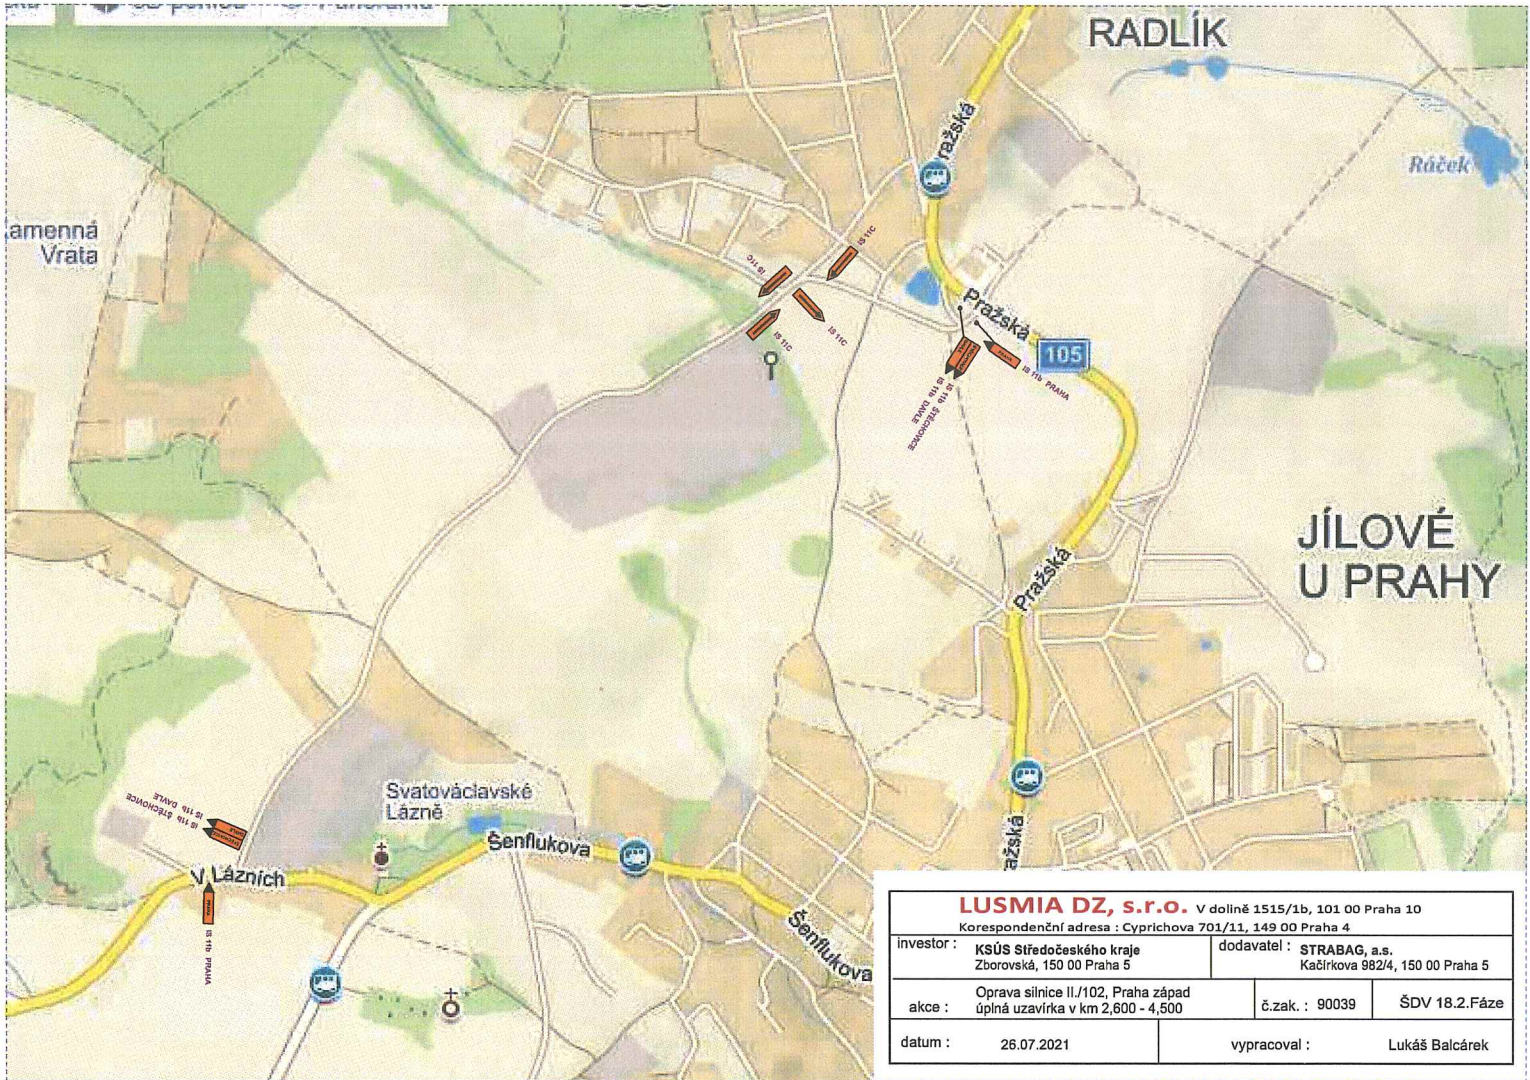 RADLÍK
Pražská
Ráček
Kamenná
Vrata
IS 11C
IS 11C
IS 11C
IS 11C
Pražská
105
PRAHA
IS 11b PRAHA
IS 11b ŠTĚCHOVICE
IS 11b DAVLE
JÍLOVÉ
U PRAHY
Pražská
Svatováclavské
Lázně
IS 11b ŠTĚCHOVICE
IS 11b DAVLE
Šenflukova
V Lázních
PRAHA
IS 11b PRAHA
ažská
Šenflukova
LUSMIA DZ, s.r.o. V dolině 1515/1b, 101 00 Praha 10
Korespondenční adresa : Cyprichova 701/11, 149 00 Praha 4
investor : KSÚS Středočeského kraje
Zborovská, 150 00 Praha 5
dodavatel : STRABAG, a.s.
Kačírkova 982/4, 150 00 Praha 5
akce : Oprava silnice II./102, Praha západ
úplná uzavírka v km 2,600 - 4,500
č.zak. : 90039
ŠDV 18.2.Fáze
datum : 26.07.2021
vypracoval : Lukáš Balcárek